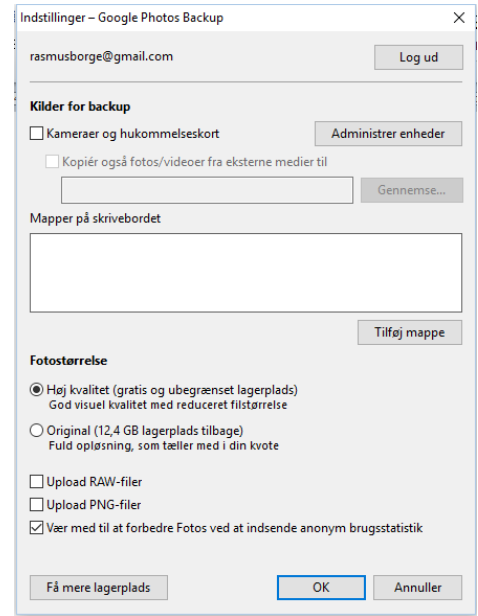 Indstillinger – Google Photos Backup
rasmusborge@gmail.com
Log ud
Kilder for backup
Kameraer og hukommelseskort
Administrer enheder
Kopiér også fotos/videoer fra eksterne medier til
Gennemse...
Mapper på skrivebordet
Tilføj mappe
Fotostørrelse
Høj kvalitet (gratis og ubegrænset lagerplads)
God visuel kvalitet med reduceret filstørrelse
Original (12,4 GB lagerplads tilbage)
Fuld opløsning, som tæller med i din kvote
Upload RAW-filer
Upload PNG-filer
Vær med til at forbedre Fotos ved at indsende anonym brugsstatistik
Få mere lagerplads
OK
Annuller